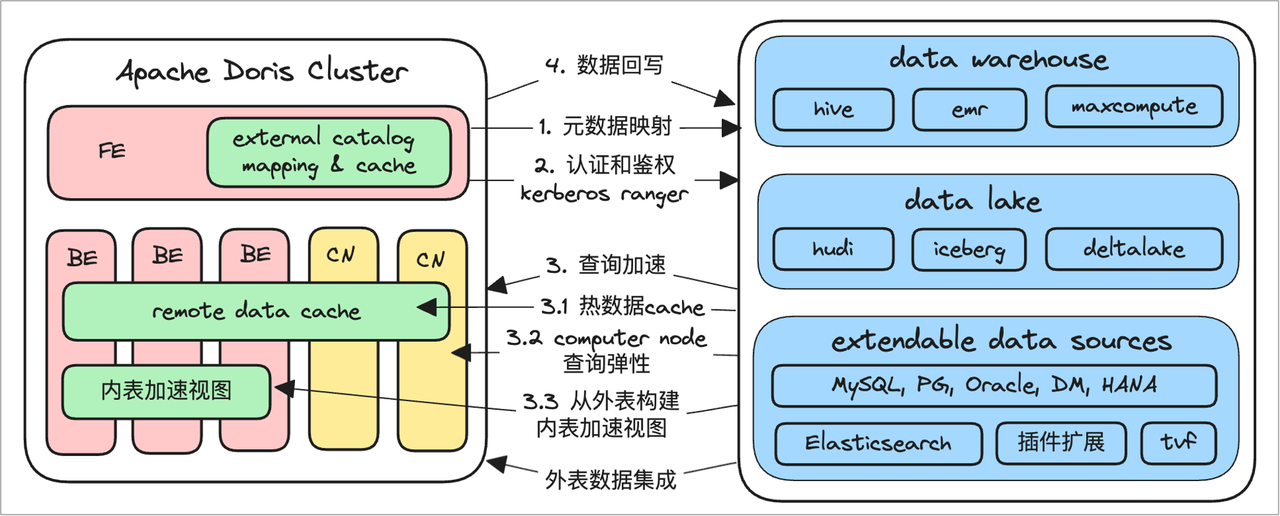 Apache Doris Cluster
FE
external catalog
mapping & cache
BE
BE
BE
CN
CN
remote data cache
内表加速视图
4. 数据回写
1. 元数据映射
2. 认证和鉴权
kerberos ranger
3. 查询加速
3.1 热数据cache
3.2 computer node
查询弹性
3.3 从外表构建
内表加速视图
外表数据集成
data warehouse
hive
emr
maxcompute
data lake
hudi
iceberg
deltalake
extendable data sources
MySQL, PG, Oracle, DM, HANA
Elasticsearch
插件扩展
tvf